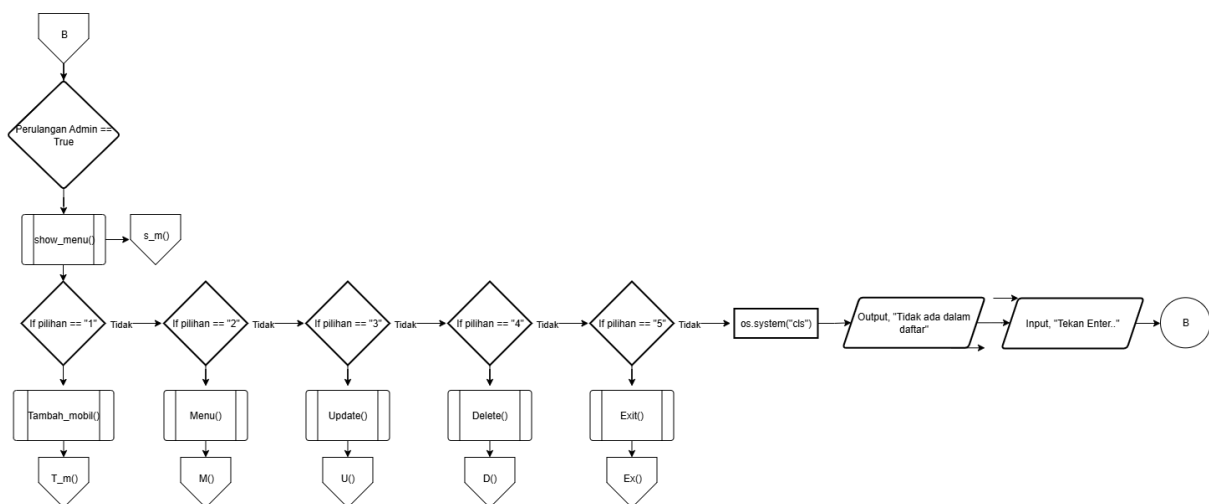 B
Perulangan Admin ==
True
show_menu()
s_m()
If pilihan == "1"
Tidak
If pilihan == "2"
Tidak
If pilihan == "3"
Tidak
If pilihan == "4"
Tidak
If pilihan == "5"
Tidak
os.system("cls")
Output, "Tidak ada dalam
daftar"
Input, "Tekan Enter.."
B
Tambah_mobil()
Menu()
Update()
Delete()
Exit()
T_m()
M()
U()
D()
Ex()